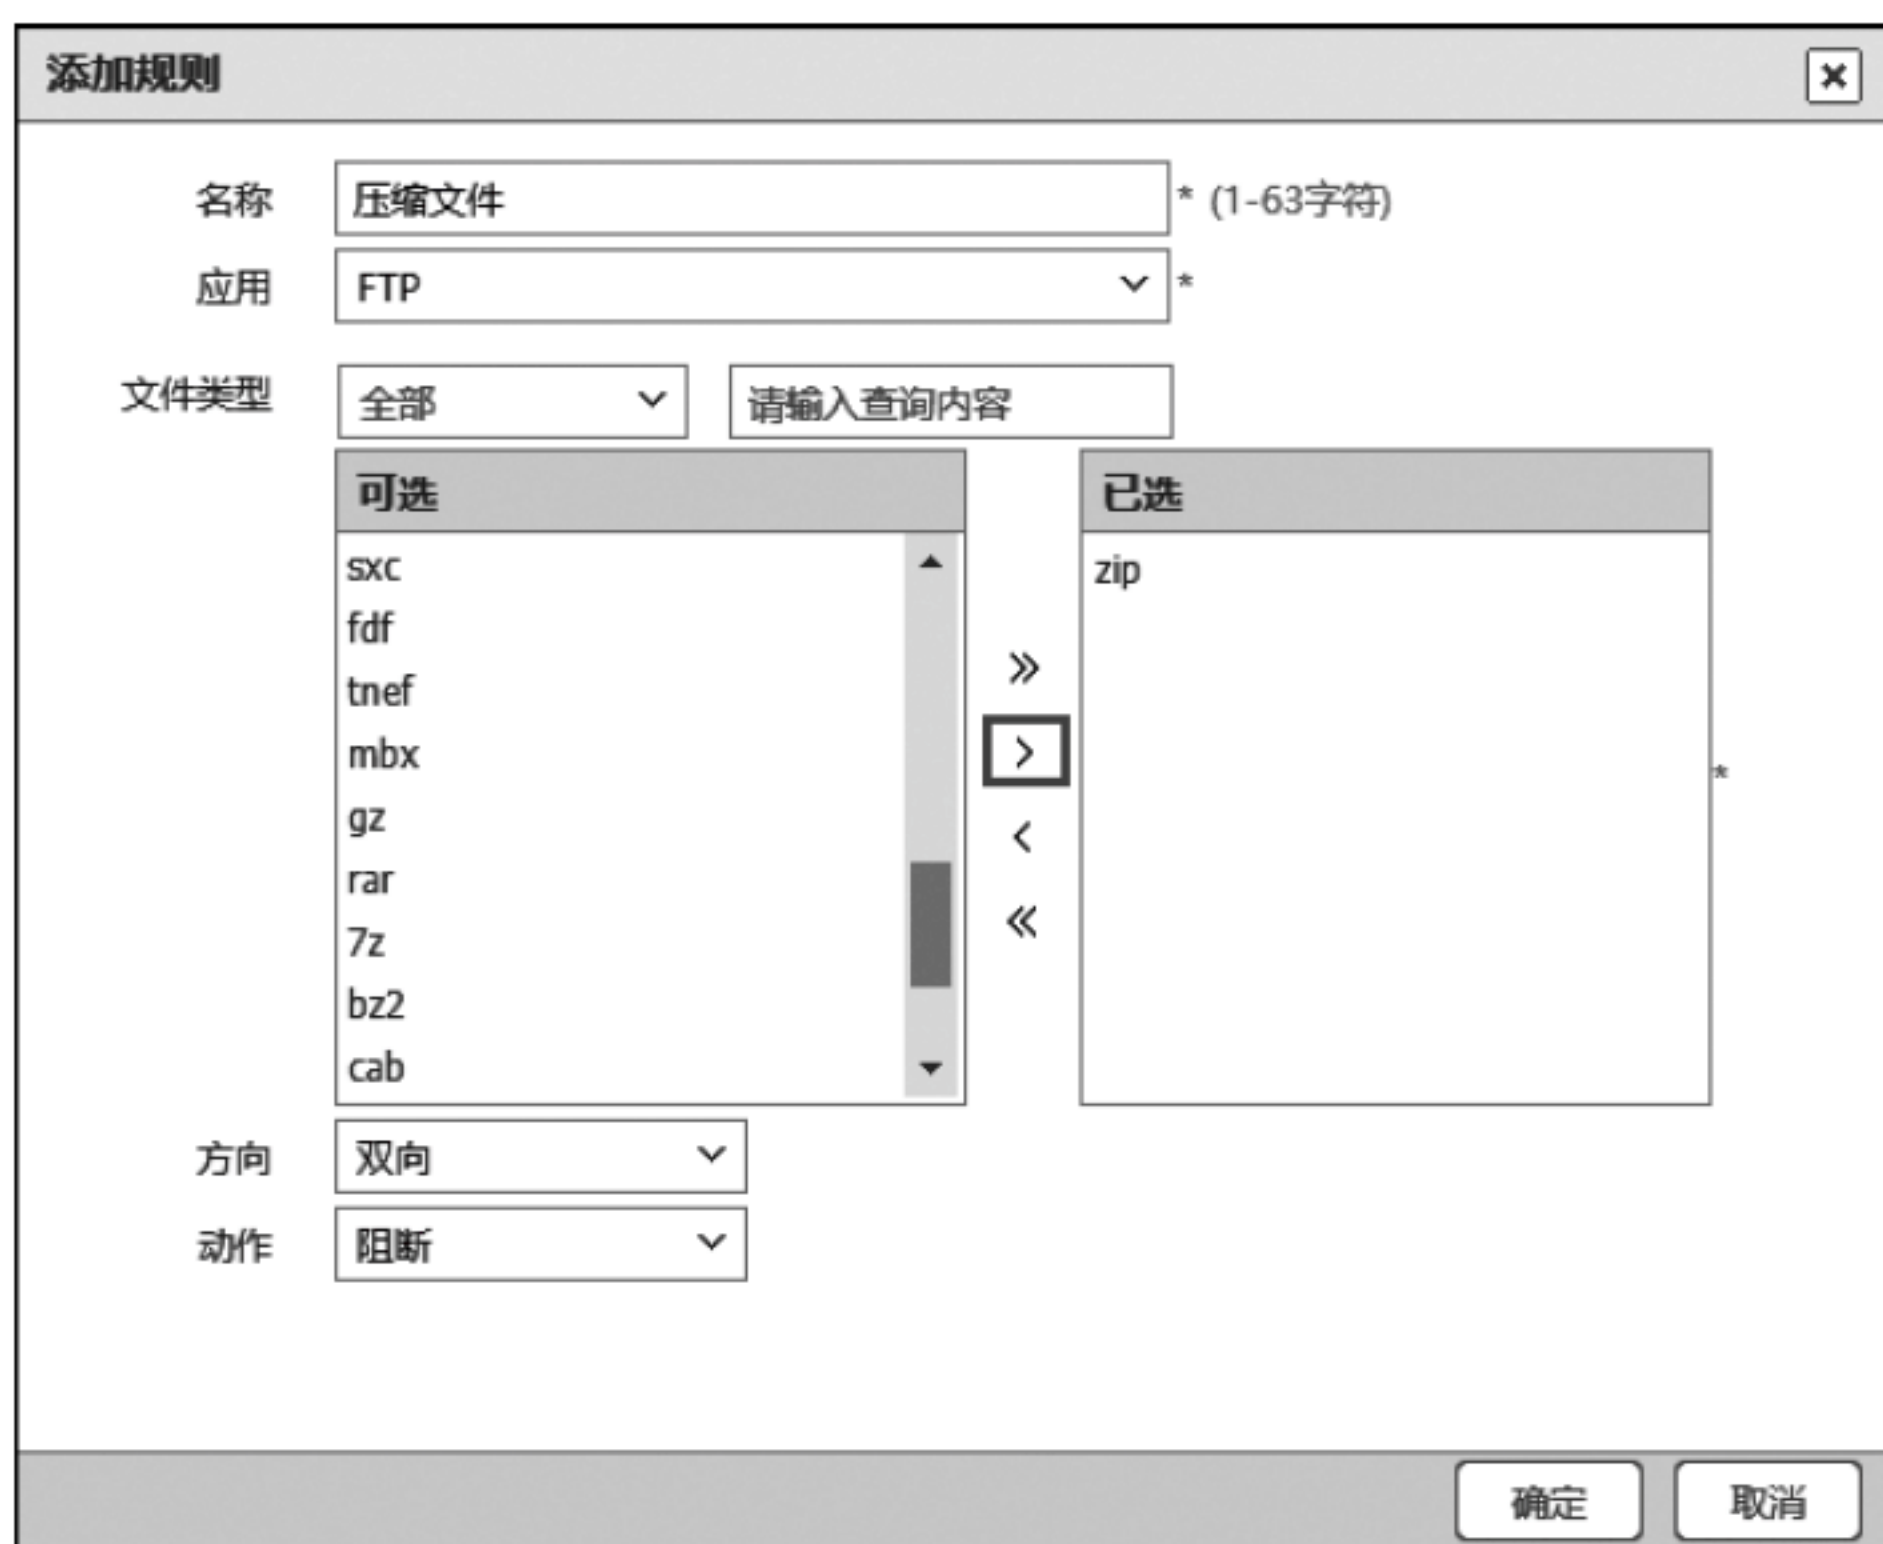 添加规则
名称 压缩文件 * (1-63字符)
应用 FTP *
文件类型 全部 请输入查询内容
可选 已选
sxc zip
fdf
tnef
mbx
*
gz
rar
7z
bz2
cab
方向 双向
动作 阻断
确定 取消